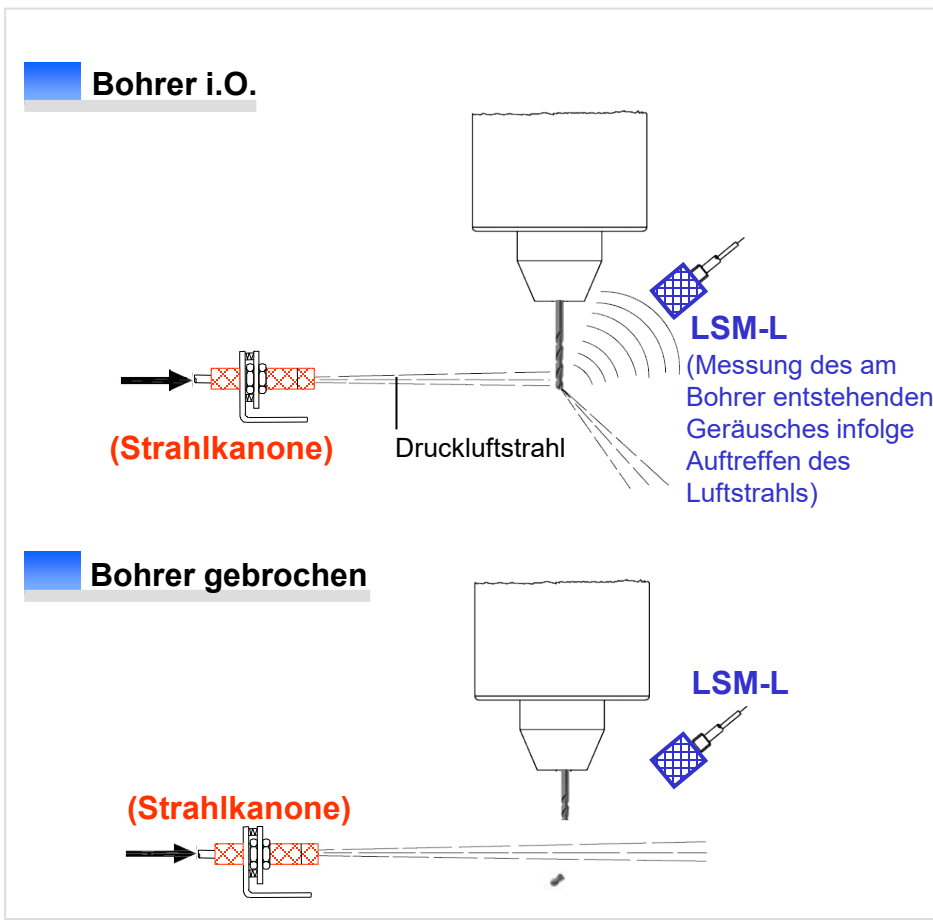 Bohrer i.O.
LSM-L
(Messung des am
Bohrer entstehenden
Geräusches infolge
Auftreffen des
Luftstrahls)
(Strahlkanone)
Druckluftstrahl
Bohrer gebrochen
LSM-L
(Strahlkanone)